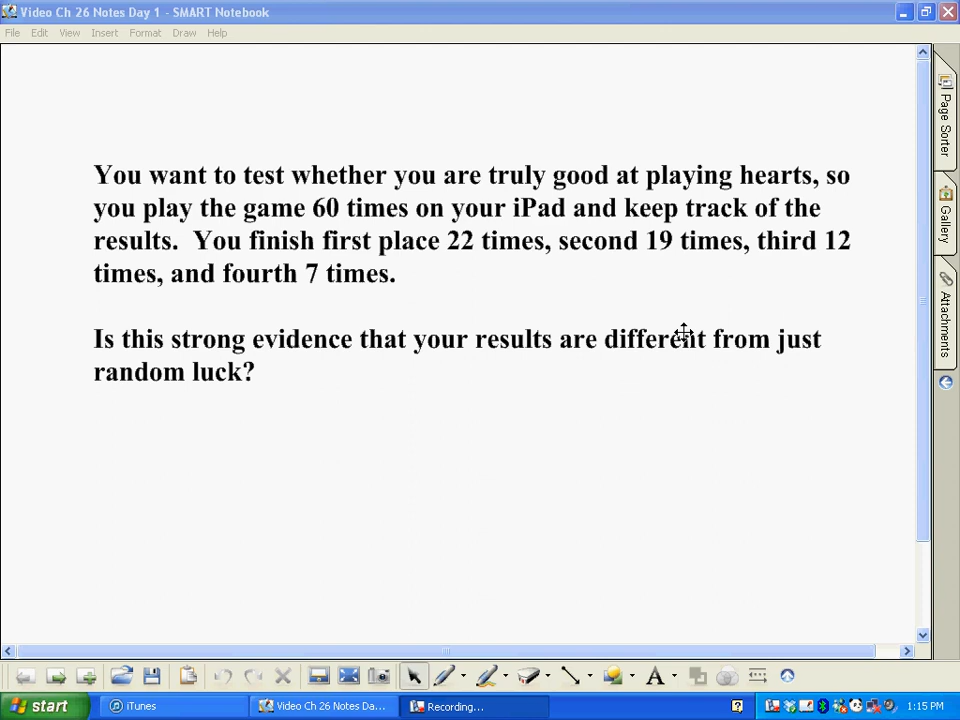 Video Ch 26 Notes Day 1 - SMART Notebook
File Edit View Insert Format Draw Help
You want to test whether you are truly good at playing hearts, so
you play the game 60 times on your iPad and keep track of the
results.  You finish first place 22 times, second 19 times, third 12
times, and fourth 7 times.
Is this strong evidence that your results are different from just
random luck?
Page Sorter
Gallery
Attachments
start iTunes Video Ch 26 Notes Da... Recording... 1:15 PM